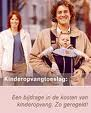 Kinderopvangtoeslag:
Een bijdrage in de kosten van
kinderopvang. Zo geregeld!